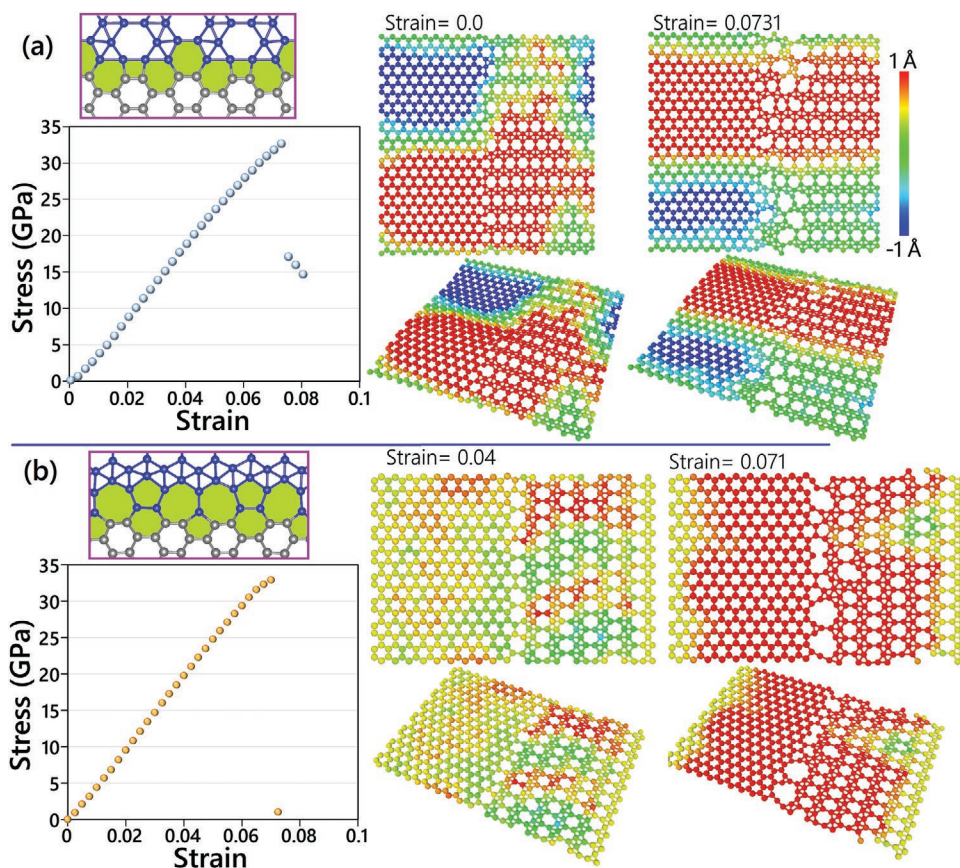 (a)
Strain= 0.0
Strain= 0.0731
1 Å
-1 Å
Stress (GPa)
35
30
25
20
15
10
5
0
0 0.02 0.04 0.06 0.08 0.1
Strain
(b)
Strain= 0.04
Strain= 0.071
Stress (GPa)
35
30
25
20
15
10
5
0
0 0.02 0.04 0.06 0.08 0.1
Strain